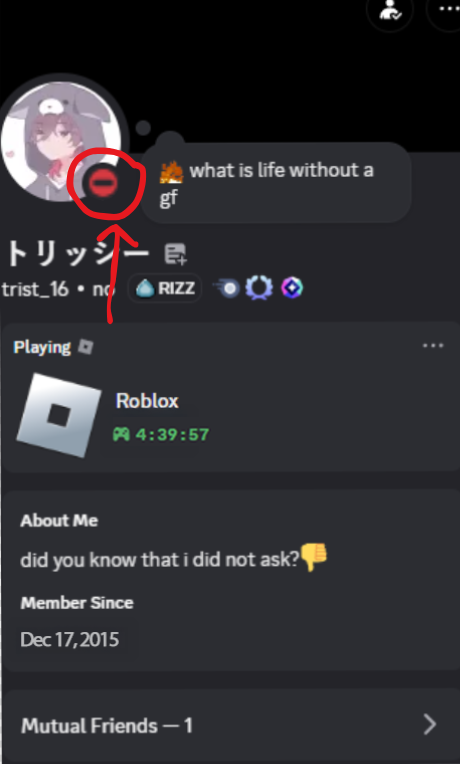 what is life without a
gf
トリッシー
trist_16 • no RIZZ
Playing
Roblox
4:39:57
About Me
did you know that i did not ask?👎
Member Since
Dec 17, 2015
Mutual Friends — 1